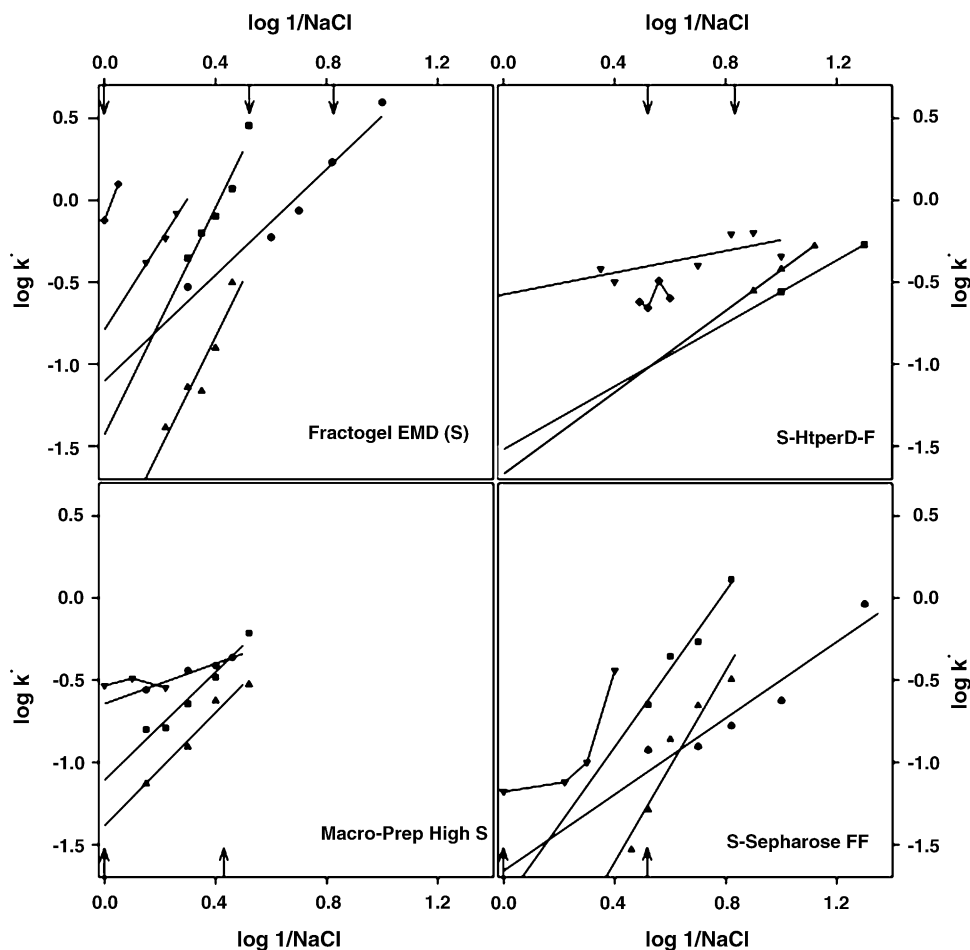 log 1/NaCl log 1/NaCl
0.0 0.4 0.8 1.2 0.0 0.4 0.8 1.2
0.5 0.5
0.0 0.0
-0.5 -0.5
-1.0 -1.0
-1.5 -1.5
log k* log k*
Fractogel EMD (S) S-HtperD-F
0.5 0.5
0.0 0.0
-0.5 -0.5
-1.0 -1.0
-1.5 -1.5
log k* log k*
Macro-Prep High S S-Sepharose FF
0.0 0.4 0.8 1.2 0.0 0.4 0.8 1.2
log 1/NaCl log 1/NaCl